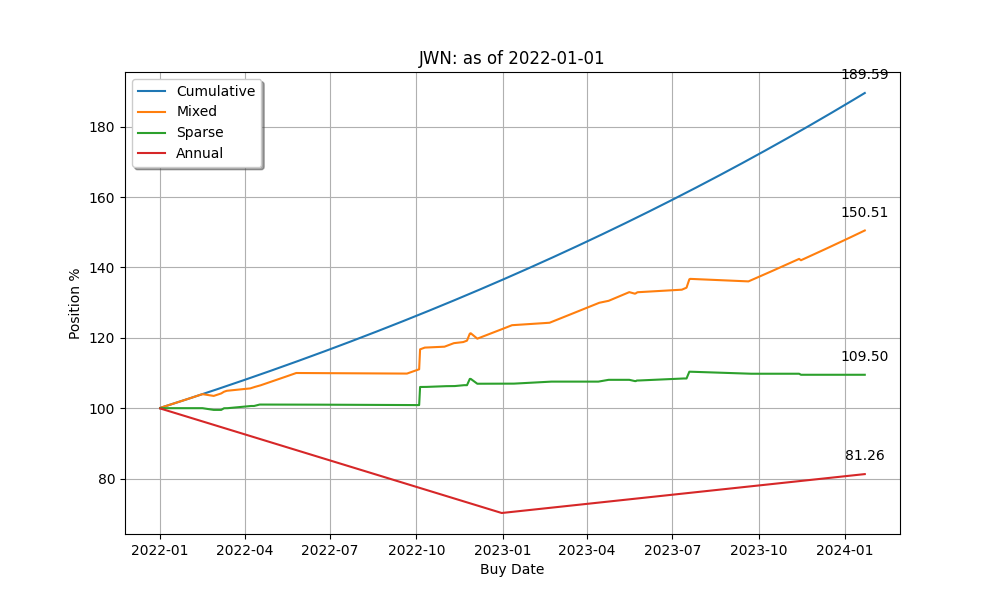 JWN: as of 2022-01-01
Cumulative
Mixed
Sparse
Annual
189.59
150.51
109.50
81.26
Position %
180
160
140
120
100
80
2022-01 2022-04 2022-07 2022-10 2023-01 2023-04 2023-07 2023-10 2024-01
Buy Date